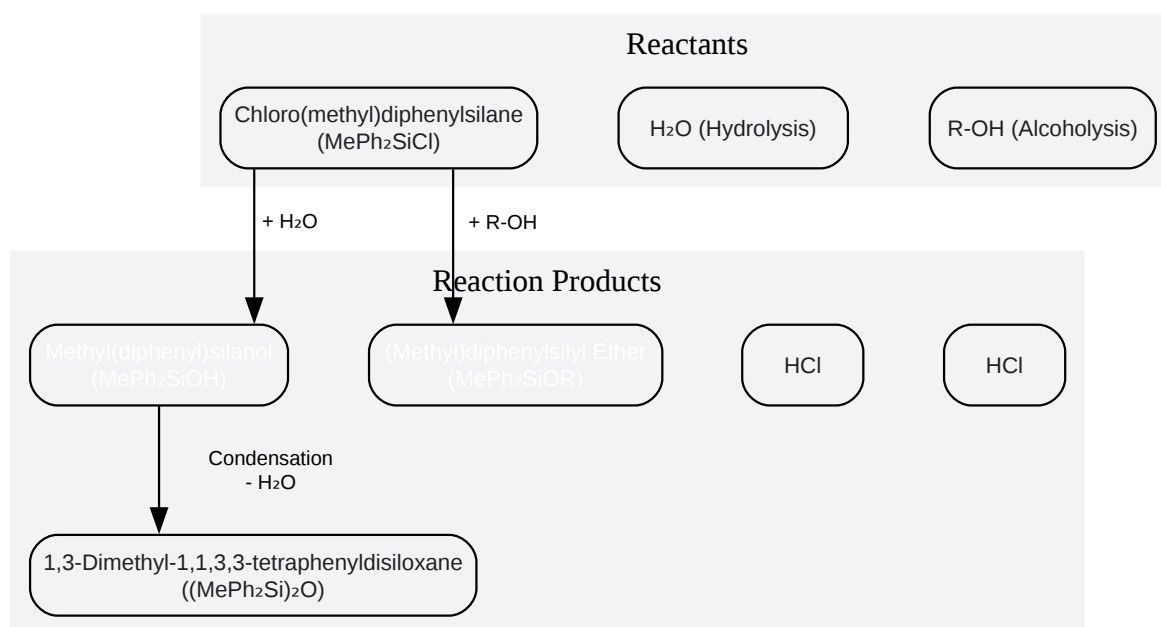 Reactants
Chloro(methyl)diphenylsilane
(MePh₂SiCl)
H₂O (Hydrolysis)
R-OH (Alcoholysis)
+ H₂O
+ R-OH
Reaction Products
Methyl(diphenyl)silanol
(MePh₂SiOH)
(Methyl)diphenylsilyl Ether
(MePh₂SiOR)
HCl
HCl
Condensation
- H₂O
1,3-Dimethyl-1,1,3,3-tetraphenyldisiloxane
((MePh₂Si)₂O)